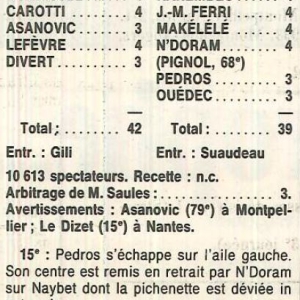 CAROTTI............ 4
ASANOVIC......... 3
LEFÈVRE........... 4
DIVERT.............. 3
Total;............ 42
Entr. : Gili
J.-M. FERRI....... 4
MAKÉLÉLÉ........ 4
N'DORAM.......... 4
(PIGNOL, 68e)
PEDROS............ 3
OUÉDEC............ 3
Total :............ 39
Entr. : Suaudeau
10 613 spectateurs. Recette : n.c.
Arbitrage de M. Saules :................ 3.
Avertissements : Asanovic (79e) à Montpel-
lier ; Le Dizet (15e) à Nantes.
15e : Pedros s'échappe sur l'aile gauche.
Son centre est remis en retrait par N'Doram
sur Naybet dont la pichenette est déviée in